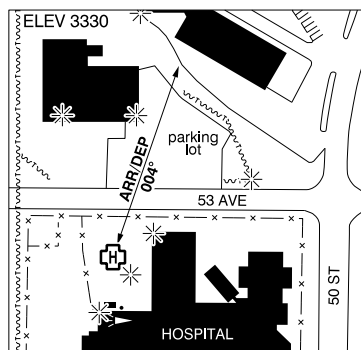 ELEV 3330
parking
lot
ARR/DEP
004°
53 AVE
H
50 ST
HOSPITAL